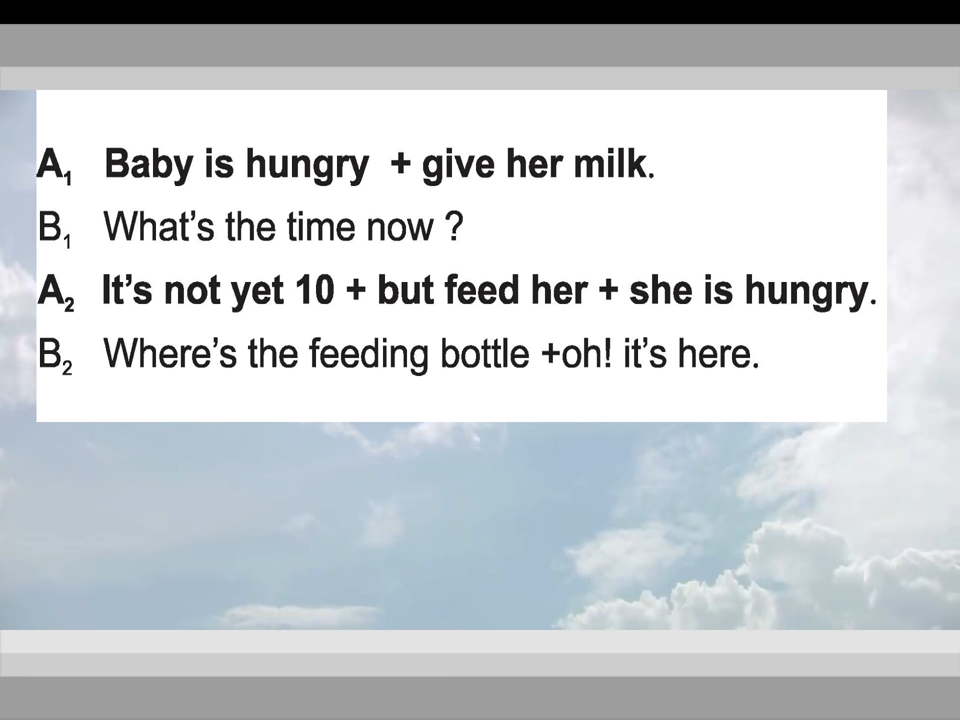 A₁ Baby is hungry + give her milk.
B₁ What's the time now ?
A₂ It's not yet 10 + but feed her + she is hungry.
B₂ Where's the feeding bottle +oh! it's here.